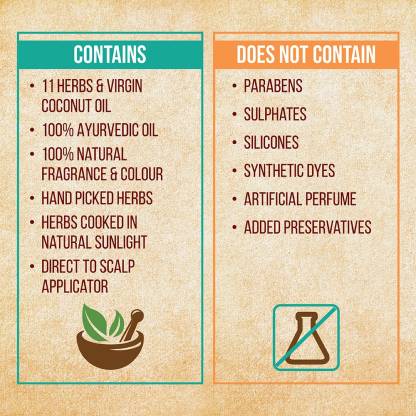 CONTAINS
• 11 HERBS & VIRGIN
COCONUT OIL
• 100% AYURVEDIC OIL
• 100% NATURAL
FRAGRANCE & COLOUR
• HAND PICKED HERBS
• HERBS COOKED IN
NATURAL SUNLIGHT
• DIRECT TO SCALP
APPLICATOR
DOES NOT CONTAIN
• PARABENS
• SULPHATES
• SILICONES
• SYNTHETIC DYES
• ARTIFICIAL PERFUME
• ADDED PRESERVATIVES